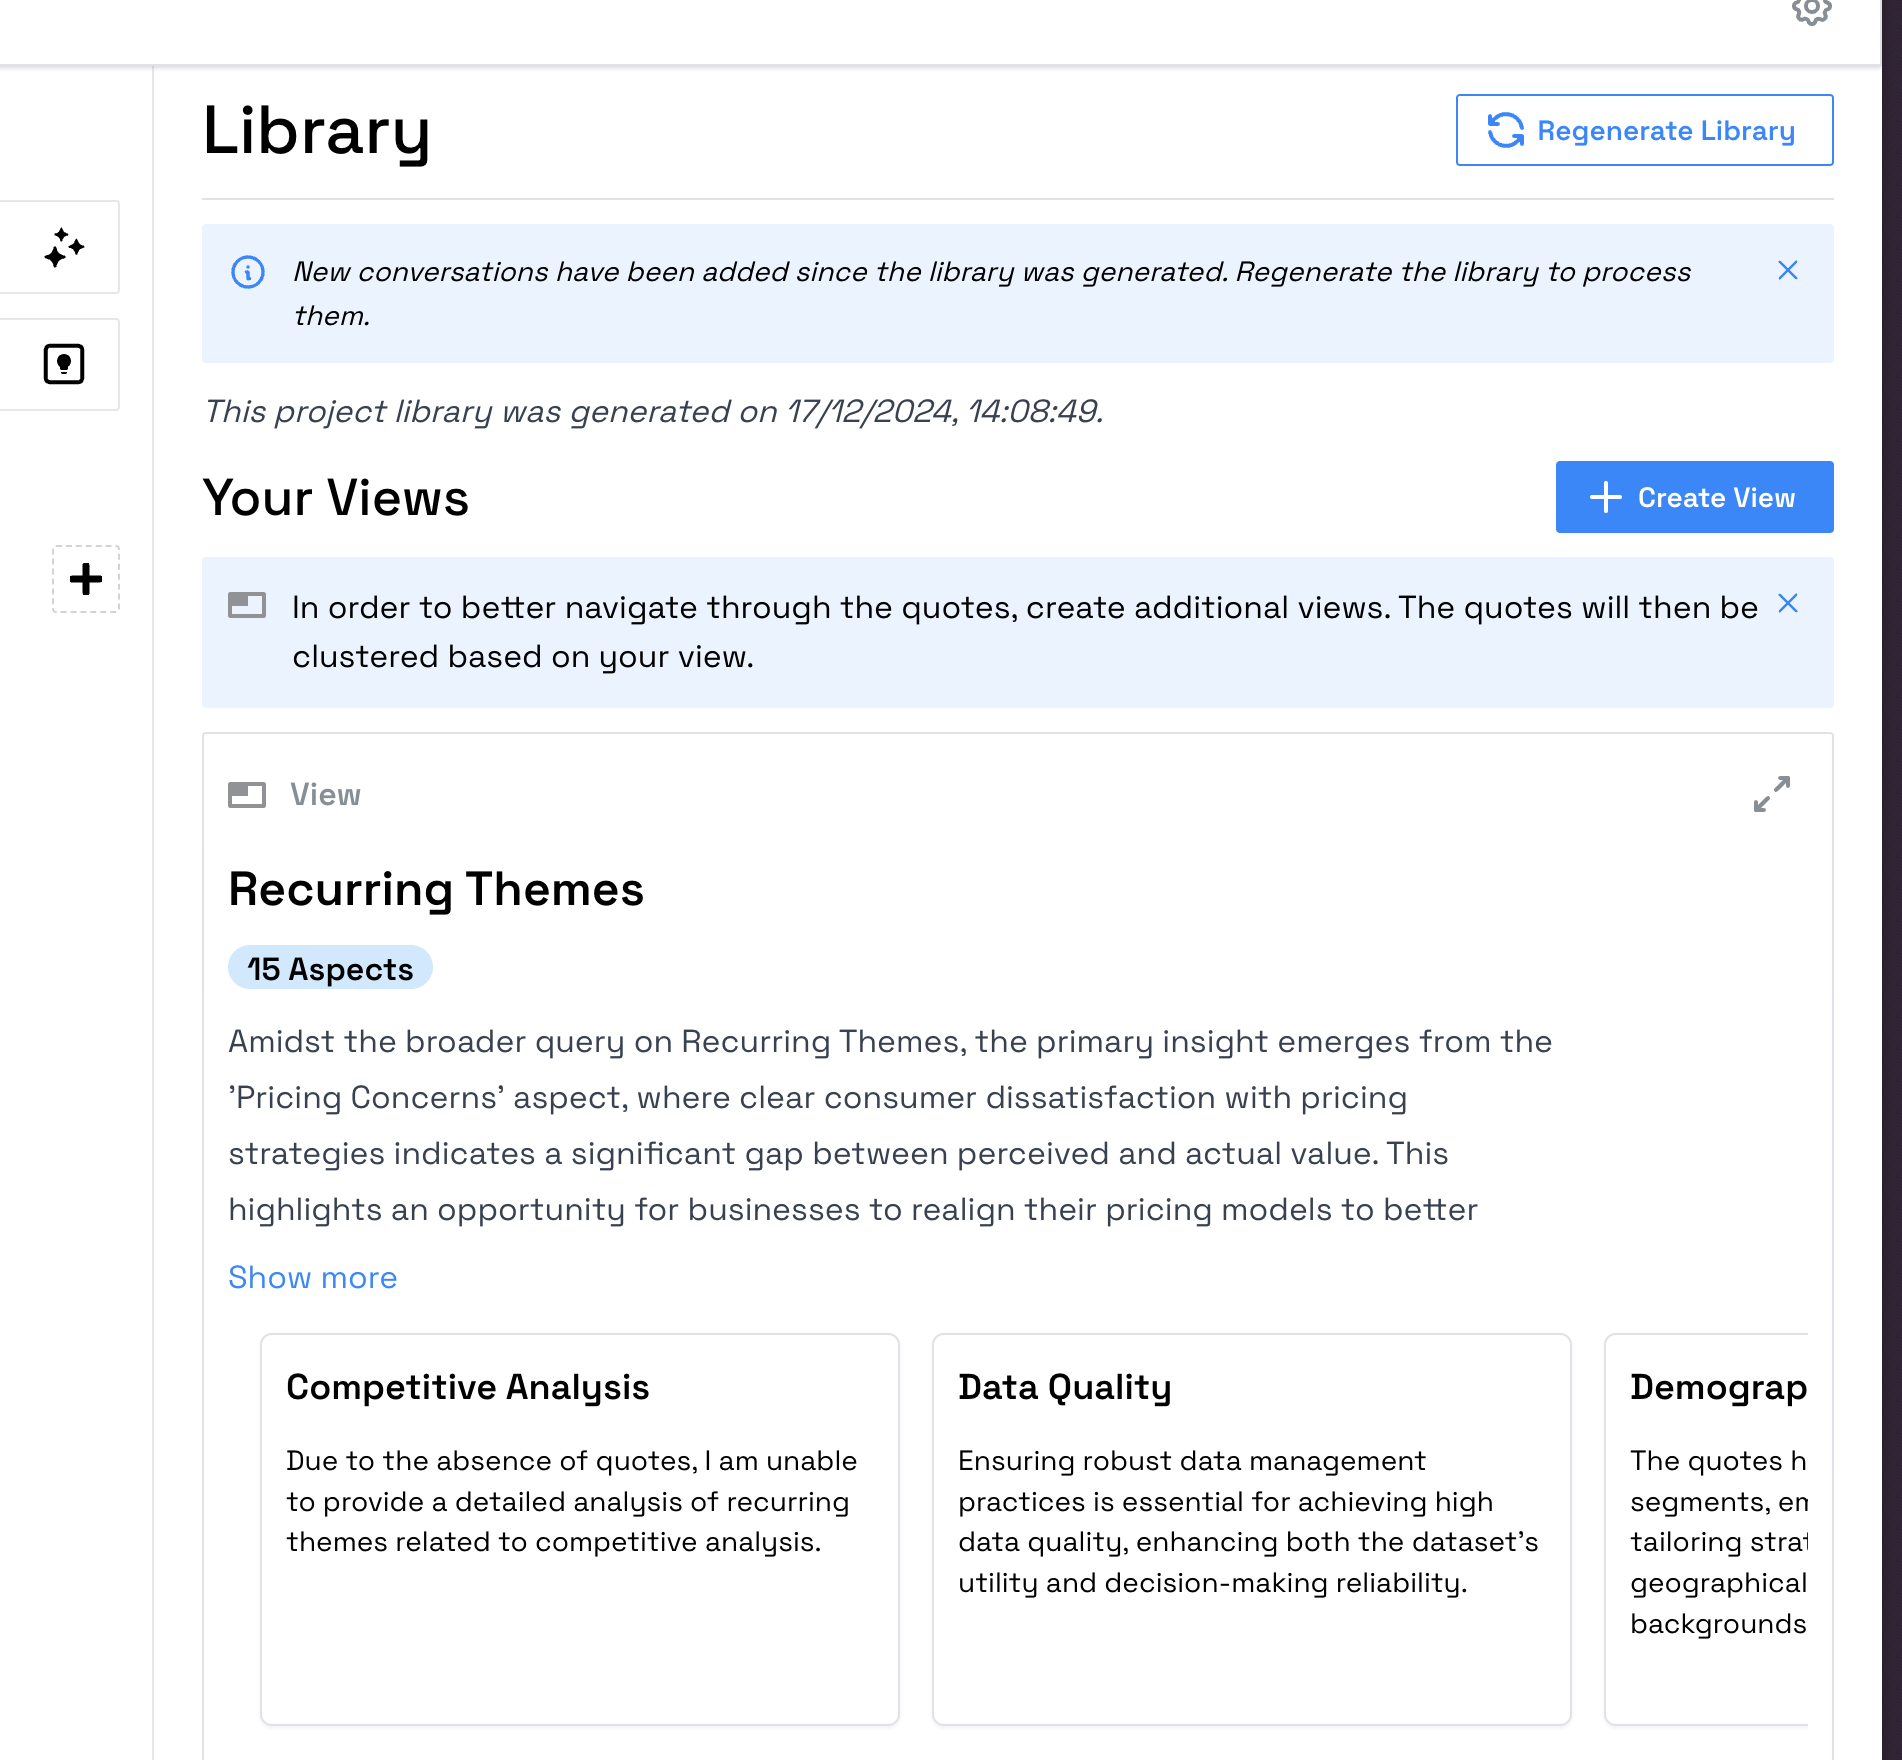 Library
Regenerate Library
New conversations have been added since the library was generated. Regenerate the library to process
them.
This project library was generated on 17/12/2024, 14:08:49.
Your Views
Create View
In order to better navigate through the quotes, create additional views. The quotes will then be
clustered based on your view.
View
Recurring Themes
15 Aspects
Amidst the broader query on Recurring Themes, the primary insight emerges from the
'Pricing Concerns' aspect, where clear consumer dissatisfaction with pricing
strategies indicates a significant gap between perceived and actual value. This
highlights an opportunity for businesses to realign their pricing models to better
Show more
Competitive Analysis
Due to the absence of quotes, I am unable
to provide a detailed analysis of recurring
themes related to competitive analysis.
Data Quality
Ensuring robust data management
practices is essential for achieving high
data quality, enhancing both the dataset's
utility and decision-making reliability.
Demograp
The quotes h
segments, em
tailoring strat
geographical
backgrounds